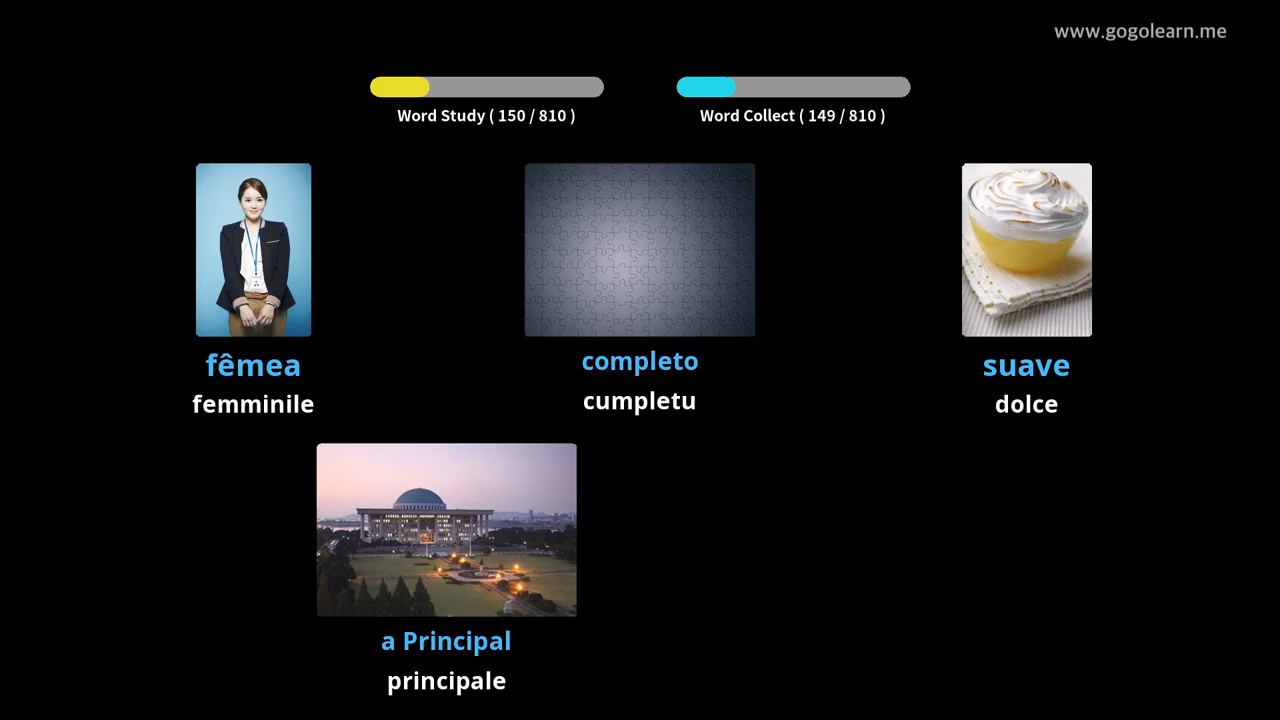 www.gogolearn.me
Word Study ( 150 / 810 )
Word Collect ( 149 / 810 )
fêmea
femminile
completo
cumpletu
suave
dolce
a Principal
principale